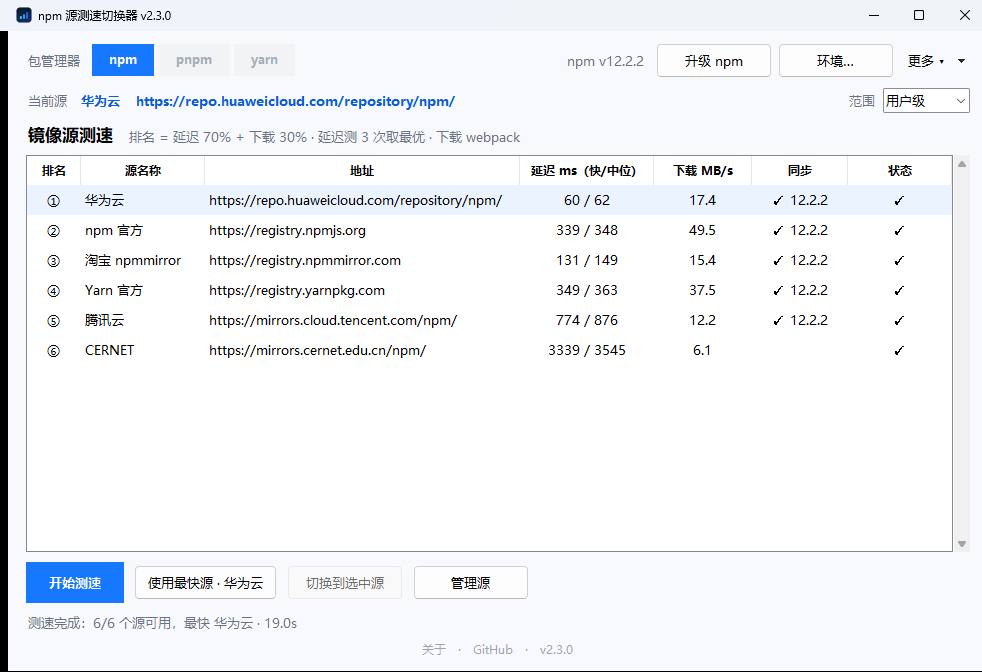 npm 源测速切换器 v2.3.0
包管理器 npm pnpm yarn npm v12.2.2 升级 npm 环境... 更多
当前源 华为云 https://repo.huaweicloud.com/repository/npm/ 范围 用户级
镜像源测速 排名 = 延迟 70% + 下载 30% · 延迟测 3 次取最优 · 下载 webpack
排名 源名称 地址 延迟 ms（快/中位） 下载 MB/s 同步 状态
① 华为云 https://repo.huaweicloud.com/repository/npm/ 60 / 62 17.4 ✓ 12.2.2 ✓
② npm 官方 https://registry.npmjs.org 339 / 348 49.5 ✓ 12.2.2 ✓
③ 淘宝 npmmirror https://registry.npmmirror.com 131 / 149 15.4 ✓ 12.2.2 ✓
④ Yarn 官方 https://registry.yarnpkg.com 349 / 363 37.5 ✓ 12.2.2 ✓
⑤ 腾讯云 https://mirrors.cloud.tencent.com/npm/ 774 / 876 12.2 ✓ 12.2.2 ✓
⑥ CERNET https://mirrors.cernet.edu.cn/npm/ 3339 / 3545 6.1 ✓
开始测速 使用最快源 · 华为云 切换到选中源 管理源
测速完成：6/6 个源可用，最快 华为云 · 19.0s
关于 · GitHub · v2.3.0